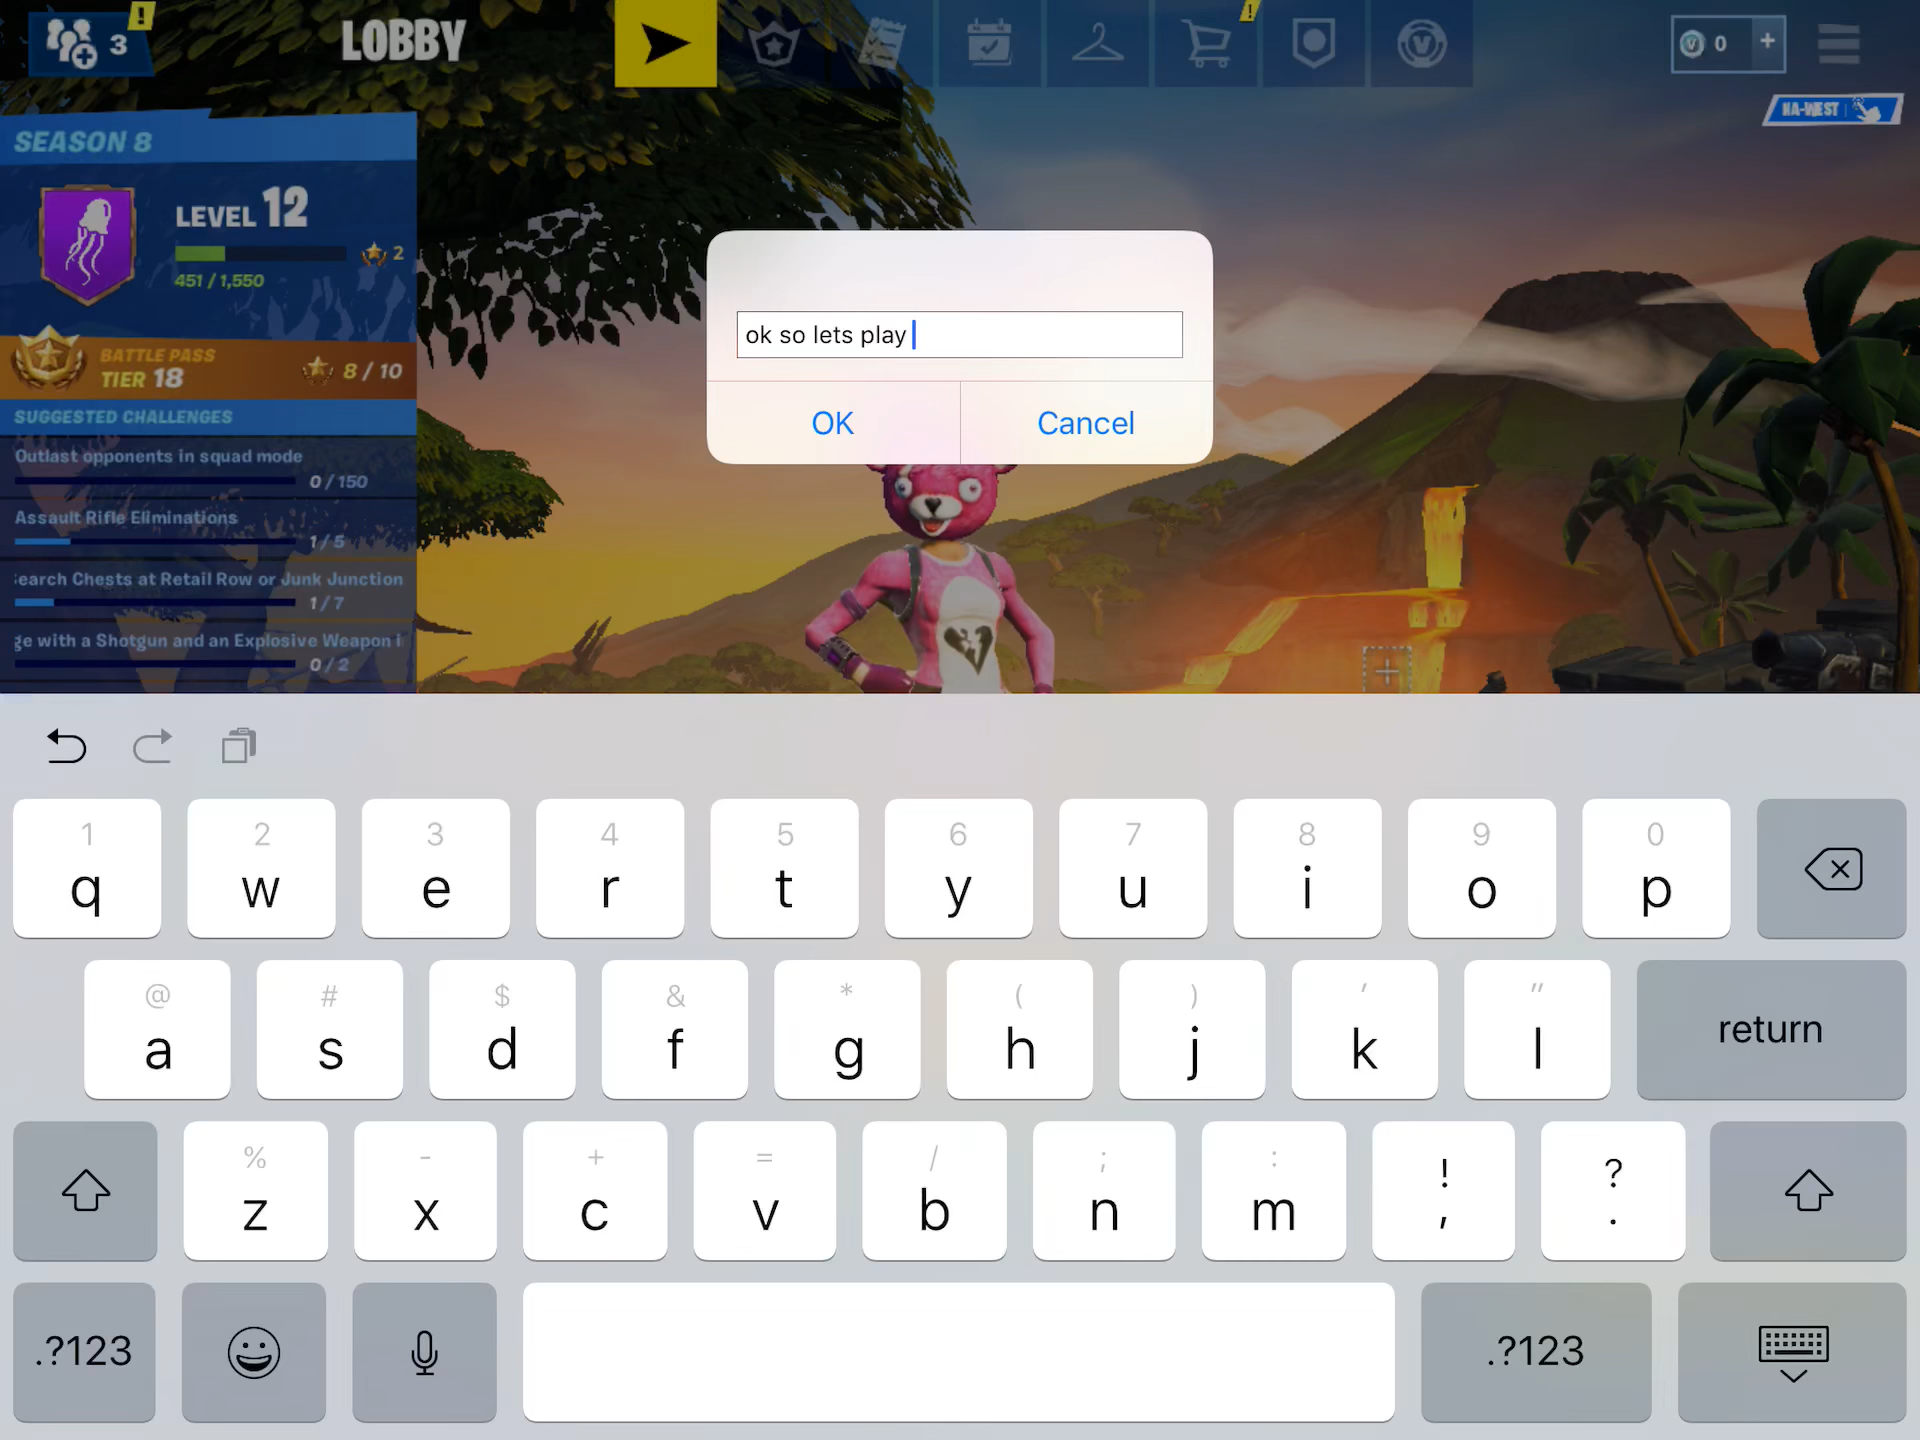 3
!
LOBBY
!
0 +
NA-WEST
SEASON 8
LEVEL 12
2
451 / 1,550
BATTLE PASS
TIER 18
8 / 10
SUGGESTED CHALLENGES
Outlast opponents in squad mode
0 / 150
Assault Rifle Eliminations
1 / 5
earch Chests at Retail Row or Junk Junction
1 / 7
ge with a Shotgun and an Explosive Weapon i
0 / 2
ok so lets play
OK Cancel
1 2 3 4 5 6 7 8 9 0
q w e r t y u i o p
@ # $ & * ( ) ' "
a s d f g h j k l return
% - + = / ; : ! ?
z x c v b n m , .
.?123 .?123